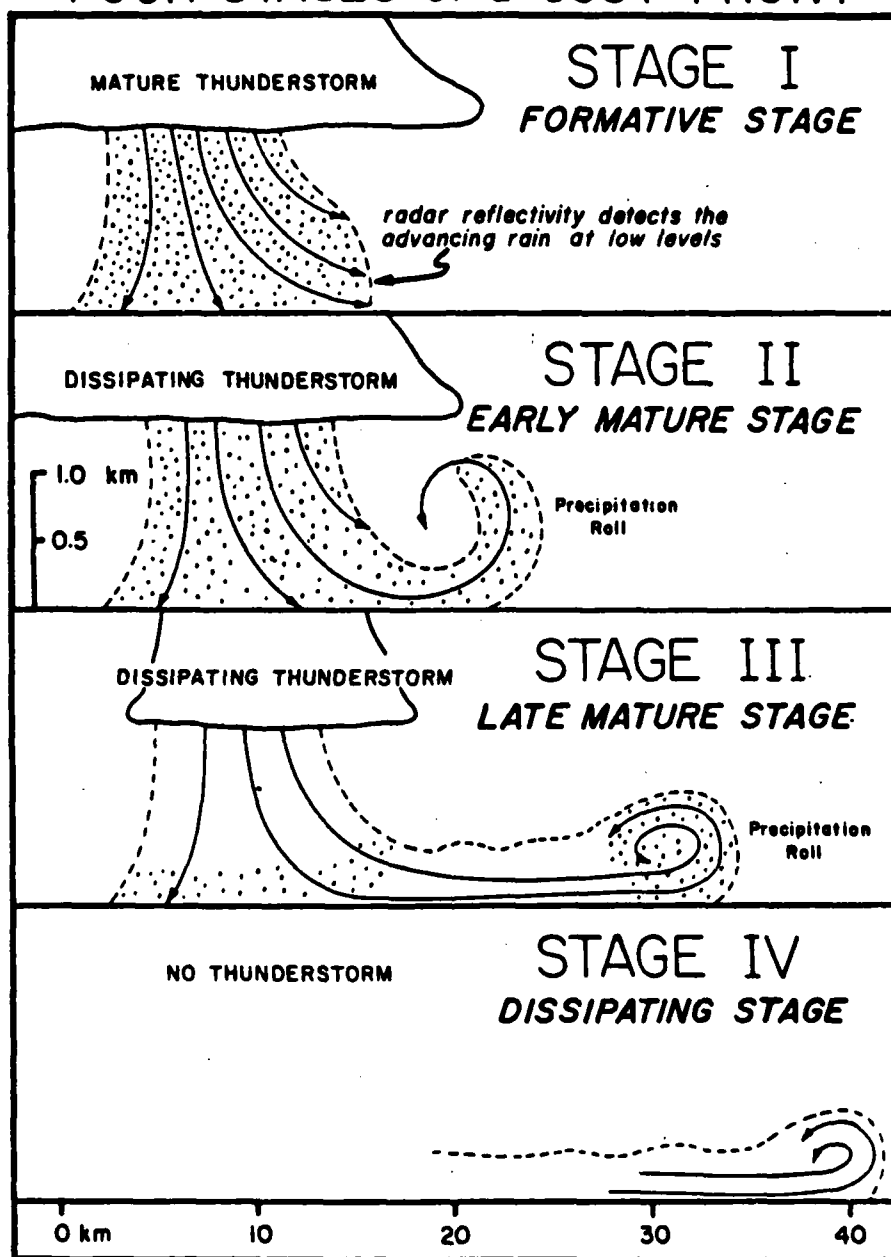 MATURE THUNDERSTORM
STAGE I
FORMATIVE STAGE
radar reflectivity detects the
advancing rain at low levels
DISSIPATING THUNDERSTORM
STAGE II
EARLY MATURE STAGE
1.0 km
0.5
Precipitation
Roll
DISSIPATING THUNDERSTORM
STAGE III
LATE MATURE STAGE
Precipitation
Roll
NO THUNDERSTORM
STAGE IV
DISSIPATING STAGE
0 km 10 20 30 40